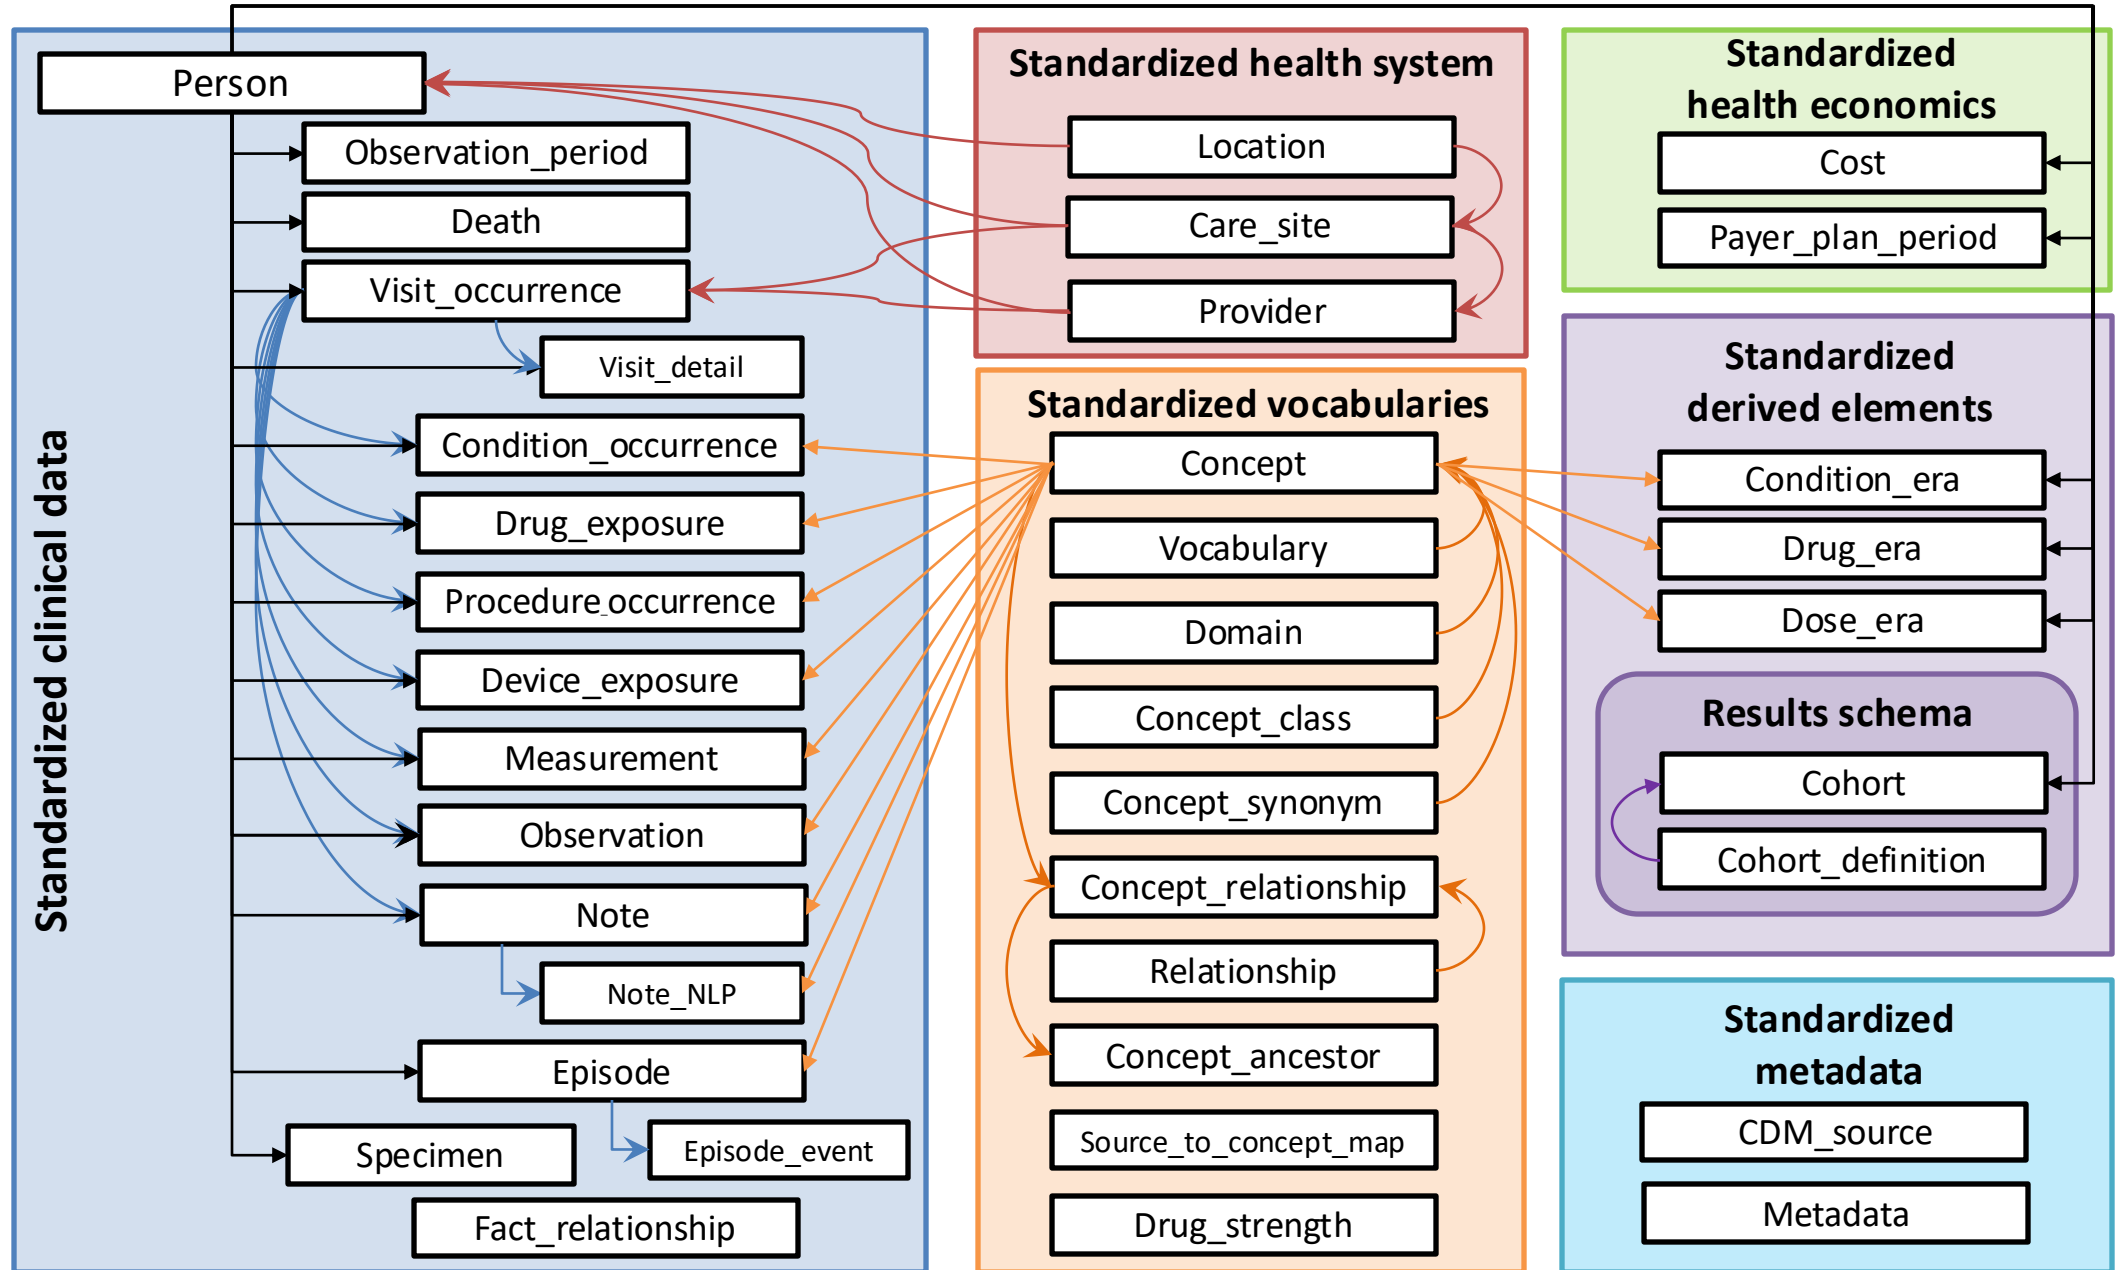 Standardized clinical data
Person
Observation_period
Death
Visit_occurrence
Visit_detail
Condition_occurrence
Drug_exposure
Procedure_occurrence
Device_exposure
Measurement
Observation
Note
Note_NLP
Episode
Episode_event
Specimen
Fact_relationship
Standardized health system
Location
Care_site
Provider
Standardized vocabularies
Concept
Vocabulary
Domain
Concept_class
Concept_synonym
Concept_relationship
Relationship
Concept_ancestor
Source_to_concept_map
Drug_strength
Standardized
health economics
Cost
Payer_plan_period
Standardized
derived elements
Condition_era
Drug_era
Dose_era
Results schema
Cohort
Cohort_definition
Standardized
metadata
CDM_source
Metadata